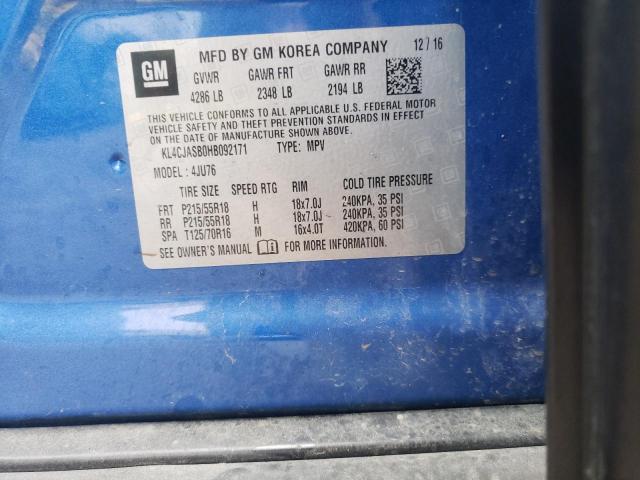 GM
MFD BY GM KOREA COMPANY 12/16
GVWR GAWR FRT GAWR RR
4286 LB 2348 LB 2194 LB
THIS VEHICLE CONFORMS TO ALL APPLICABLE U.S. FEDERAL MOTOR
VEHICLE SAFETY AND THEFT PREVENTION STANDARDS IN EFFECT
ON THE DATE OF MANUFACTURE SHOWN ABOVE.
KL4CJASB0HB092171 TYPE: MPV
MODEL: 4JU76
TIRE SIZE SPEED RTG RIM COLD TIRE PRESSURE
FRT P215/55R18 H 18x7.0J 240KPA, 35 PSI
RR P215/55R18 H 18x7.0J 240KPA, 35 PSI
SPA T125/70R16 M 16x4.0T 420KPA, 60 PSI
SEE OWNER'S MANUAL FOR MORE INFORMATION